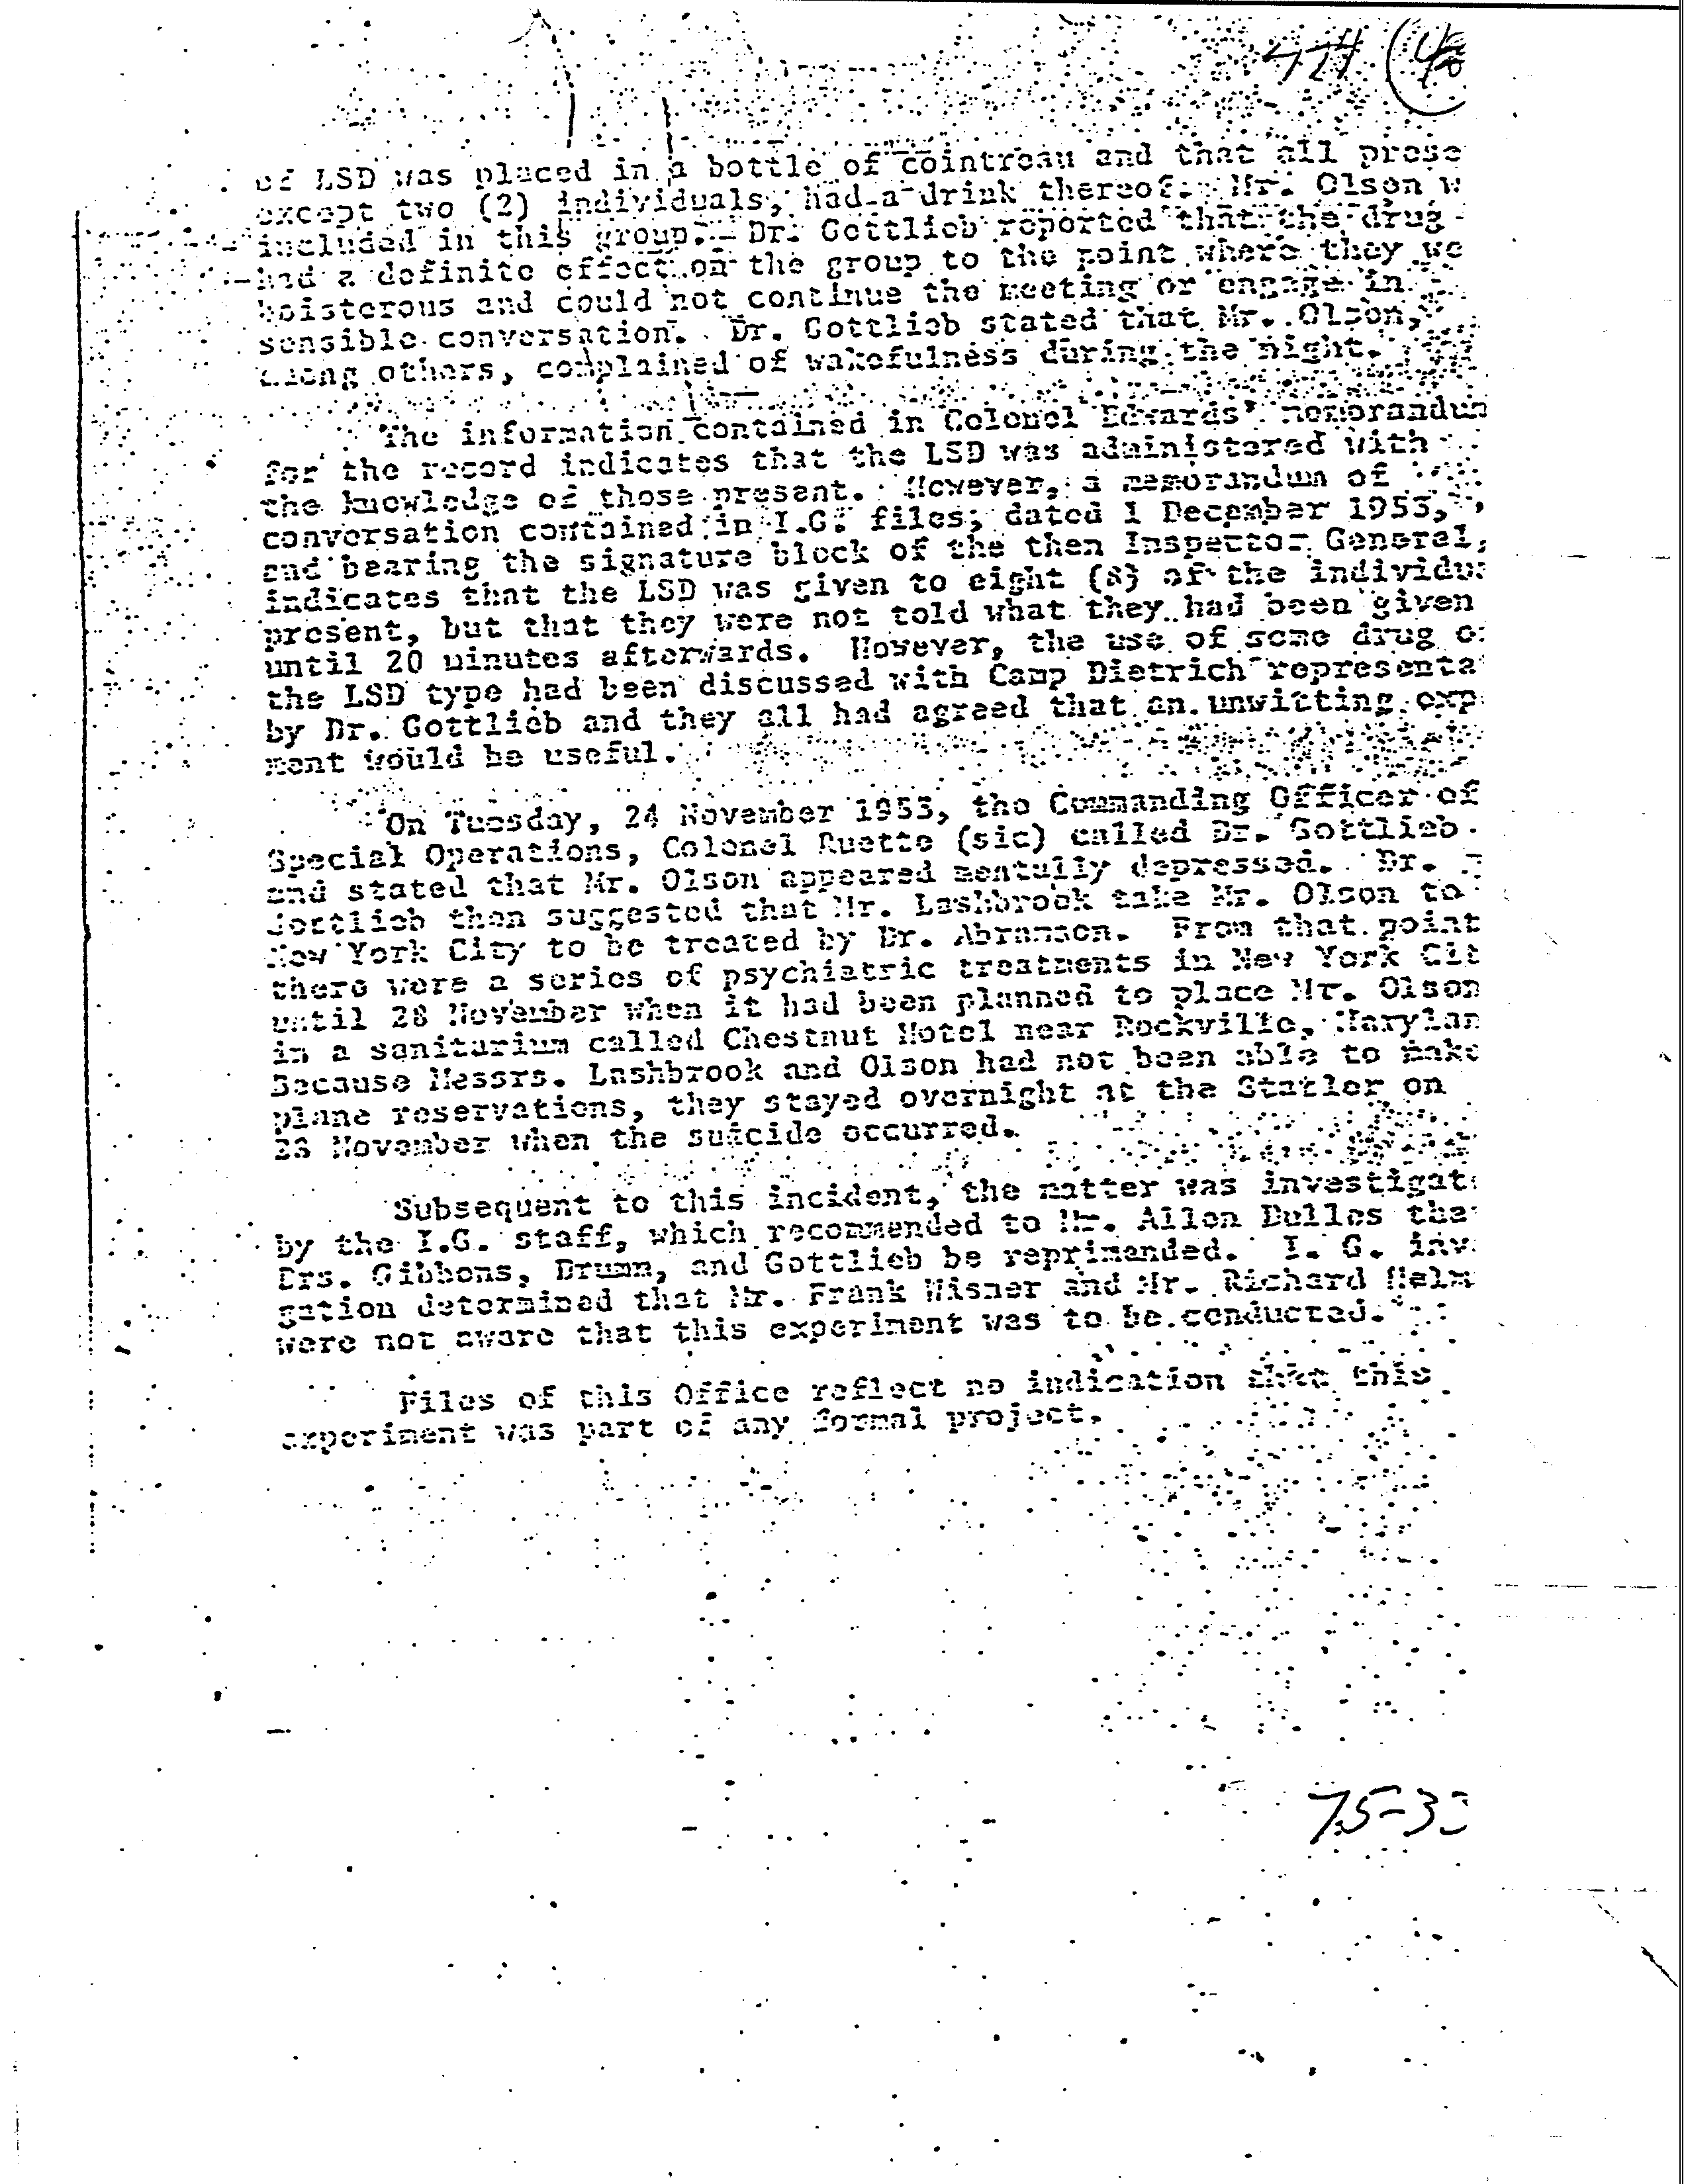 of LSD was placed in a bottle of cointreau and that all prese
except two (2) individuals, had a drink thereof. Mr. Olson w
included in this group. Dr. Gottlieb reported that the drug
had a definite effect on the group to the point where they we
boisterous and could not continue the meeting or engage in
sensible conversation. Dr. Gottlieb stated that Mr. Olson,
among others, complained of wakefulness during the night.
The information contained in Colonel Edwards' memorandum
for the record indicates that the LSD was administered with
the knowledge of those present. However, a memorandum of
conversation contained in I.G. files, dated 1 December 1953,
and bearing the signature block of the then Inspector General,
indicates that the LSD was given to eight (8) of the individu
present, but that they were not told what they had been given
until 20 minutes afterwards. However, the use of some drug o
the LSD type had been discussed with Camp Dietrich representa
by Dr. Gottlieb and they all had agreed that an unwitting exp
ment would be useful.
On Tuesday, 24 November 1953, the Commanding Officer of
Special Operations, Colonel Ruette (sic) called Dr. Gottlieb
and stated that Mr. Olson appeared mentally depressed. Dr.
Gottlieb then suggested that Mr. Lashbrook take Mr. Olson to
New York City to be treated by Dr. Abramson. From that point
there were a series of psychiatric treatments in New York Cit
until 28 November when it had been planned to place Mr. Olson
in a sanitarium called Chestnut Hotel near Rockville, Marylan
Because Messrs. Lashbrook and Olson had not been able to make
plane reservations, they stayed overnight at the Statler on
28 November when the suicide occurred.
Subsequent to this incident, the matter was investigat
by the I.G. staff, which recommended to Mr. Allen Dulles tha
Drs. Gibbons, Drumm, and Gottlieb be reprimanded. I. G. inv
gation determined that Mr. Frank Wisner and Mr. Richard Helm
were not aware that this experiment was to be conducted.
Files of this Office reflect no indication that this
experiment was part of any formal project.